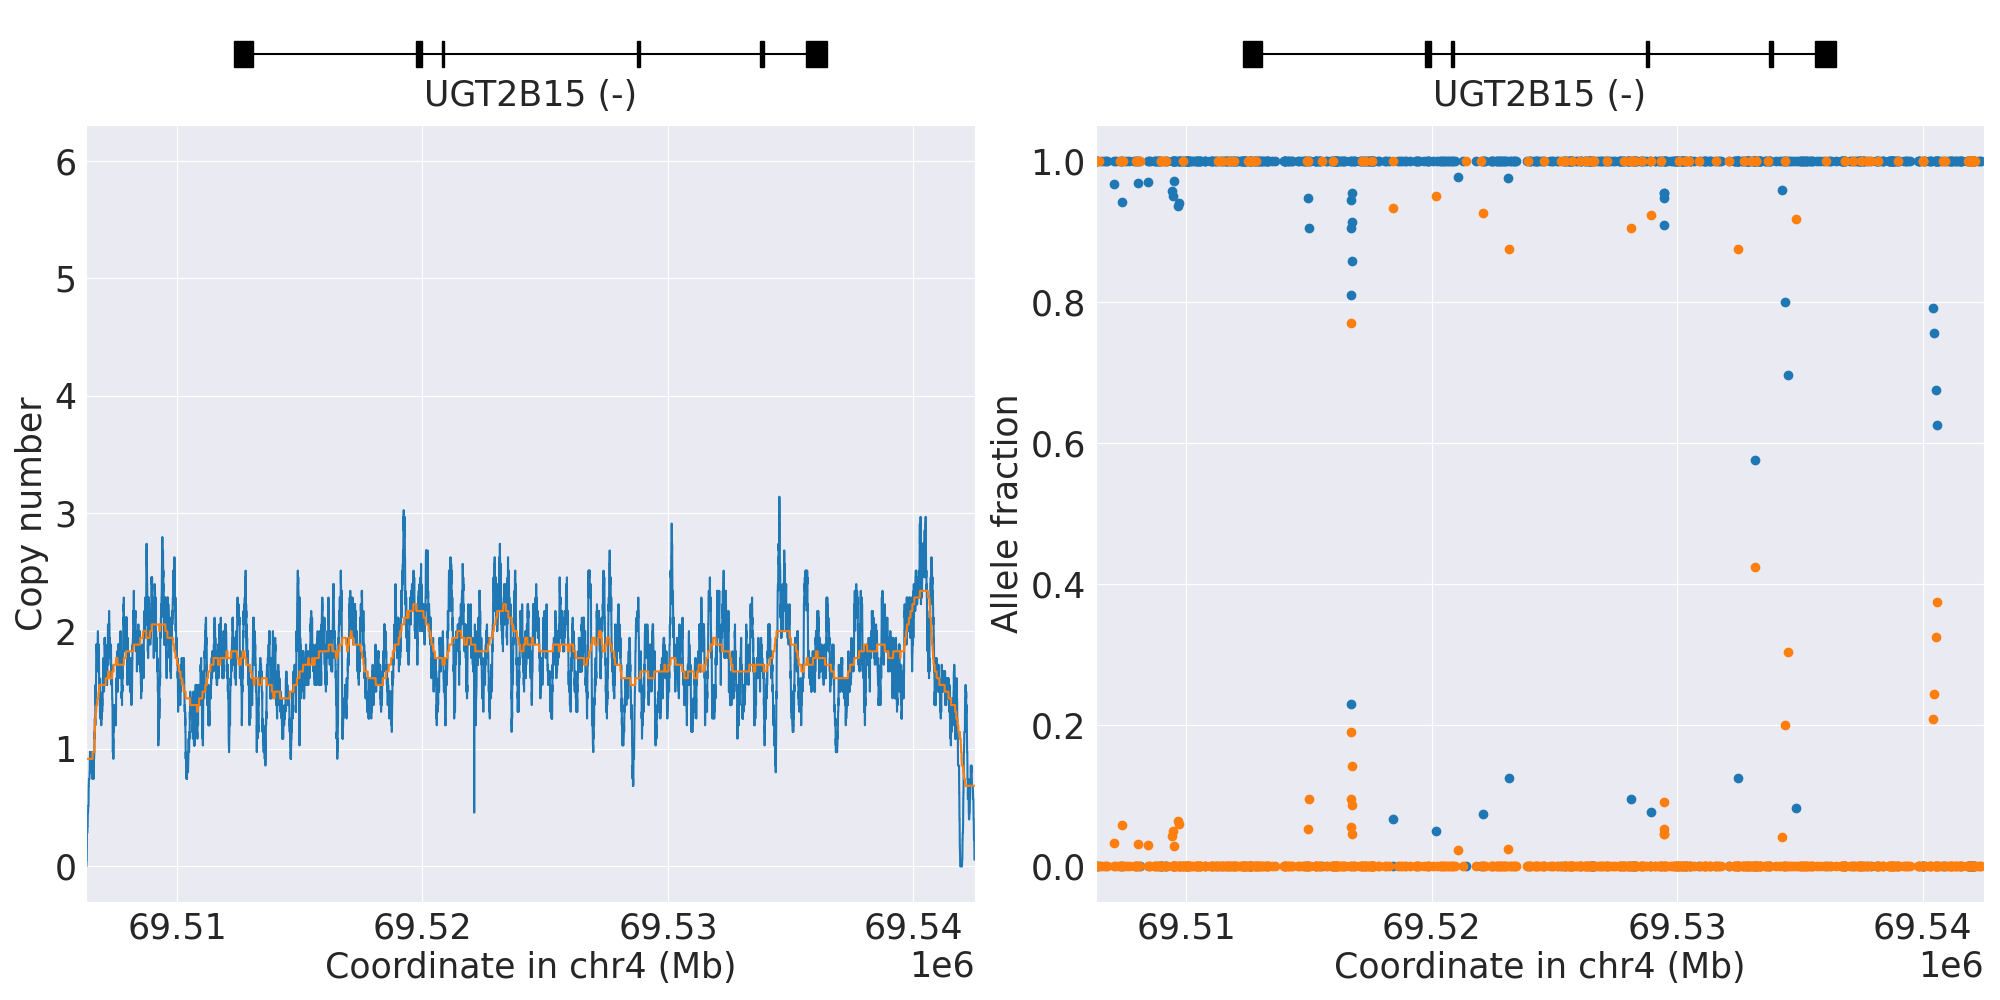 UGT2B15 (-)
6
5
4
3
2
1
0
Copy number
69.51
69.52
69.53
69.54
Coordinate in chr4 (Mb)
1e6
UGT2B15 (-)
1.0
0.8
0.6
0.4
0.2
0.0
Allele fraction
69.51
69.52
69.53
69.54
Coordinate in chr4 (Mb)
1e6